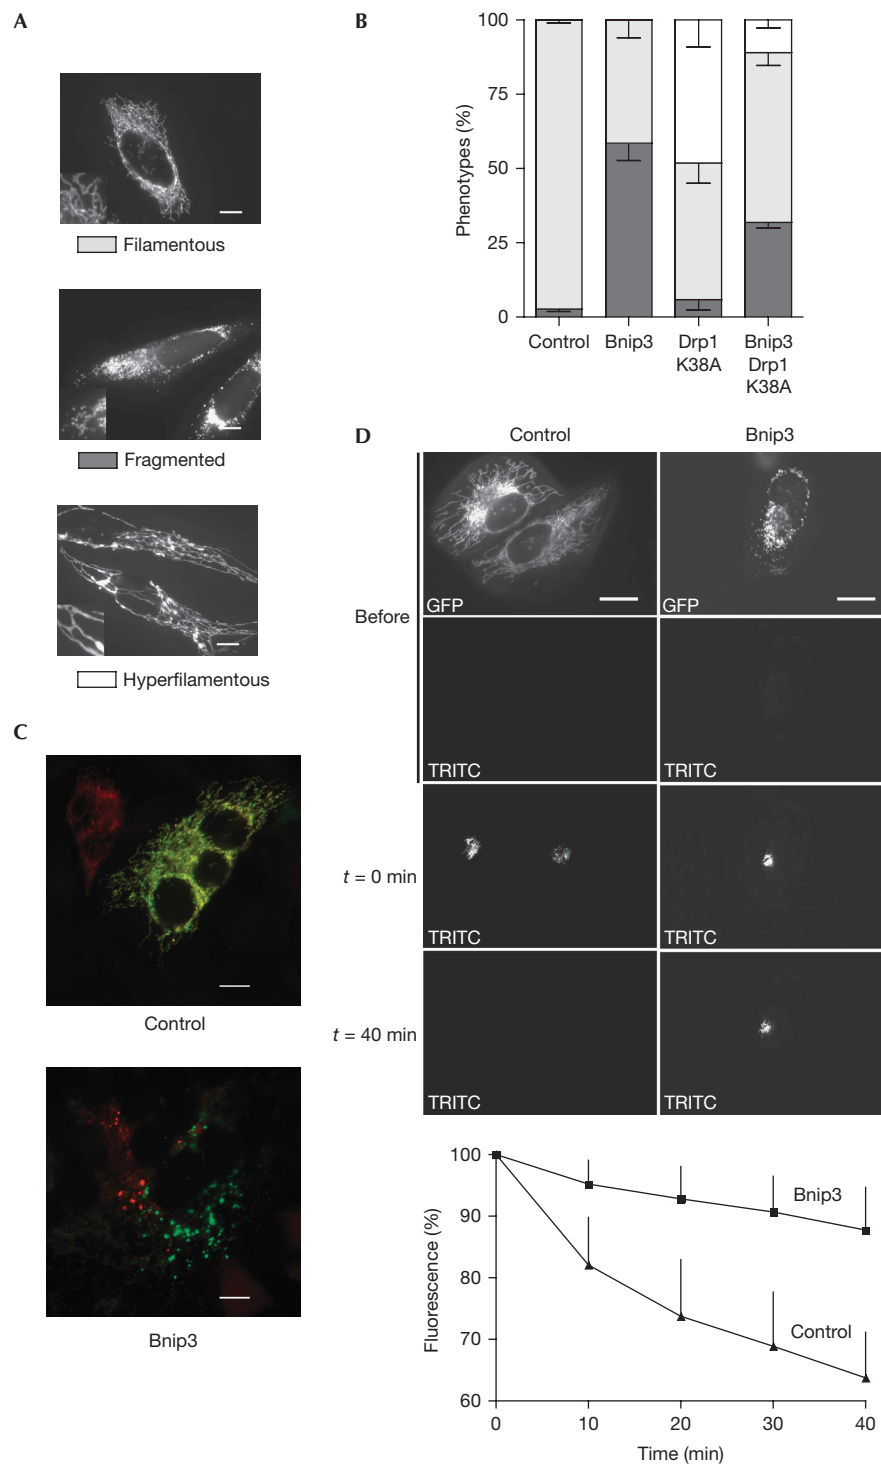 A
Filamentous
Fragmented
Hyperfilamentous
B
Phenotypes (%)
100
75
50
25
0
Control
Bnip3
Drp1
K38A
Bnip3
Drp1
K38A
C
Control
Bnip3
D
Control
Bnip3
Before
GFP
GFP
TRITC
TRITC
t = 0 min
TRITC
TRITC
t = 40 min
TRITC
TRITC
Fluorescence (%)
100
90
80
70
60
Bnip3
Control
0
10
20
30
40
Time (min)